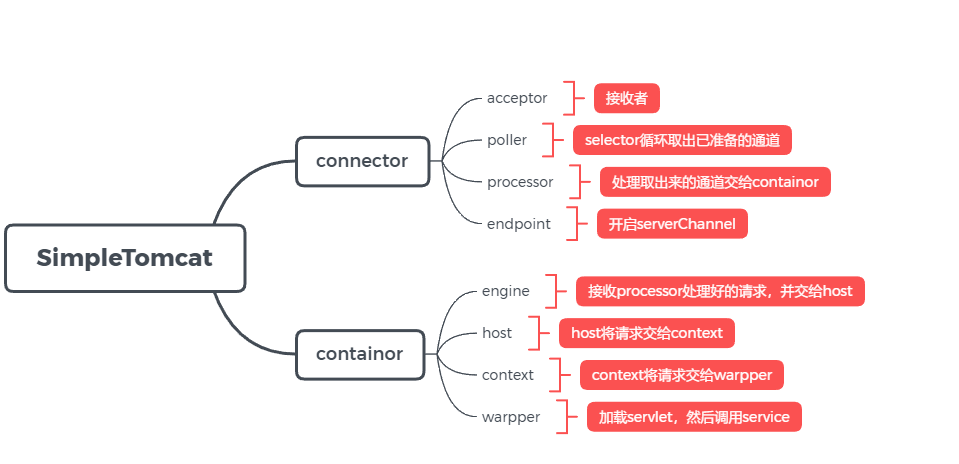 SimpleTomcat
connector
acceptor
接收者
poller
selector循环取出已准备的通道
processor
处理取出来的通道交给containor
endpoint
开启serverChannel
containor
engine
接收processor处理好的请求，并交给host
host
host将请求交给context
context
context将请求交给warpper
warpper
加载servlet，然后调用service